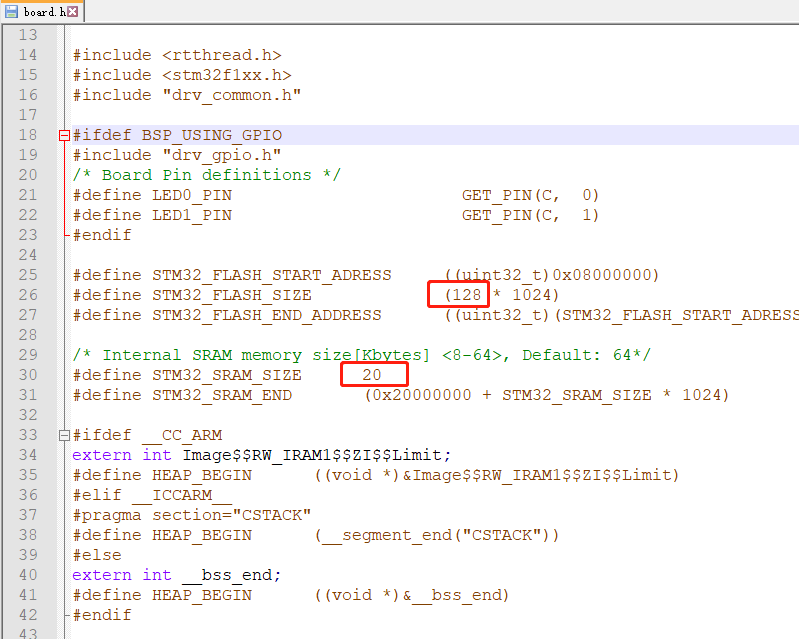 board.h
13
14 #include <rtthread.h>
15 #include <stm32f1xx.h>
16 #include "drv_common.h"
17
18 #ifdef BSP_USING_GPIO
19 #include "drv_gpio.h"
20 /* Board Pin definitions */
21 #define LED0_PIN                       GET_PIN(C,  0)
22 #define LED1_PIN                       GET_PIN(C,  1)
23 #endif
24
25 #define STM32_FLASH_START_ADRESS     ((uint32_t)0x08000000)
26 #define STM32_FLASH_SIZE             (128 * 1024)
27 #define STM32_FLASH_END_ADDRESS      ((uint32_t)(STM32_FLASH_START_ADRESS
28
29 /* Internal SRAM memory size[Kbytes] <8-64>, Default: 64*/
30 #define STM32_SRAM_SIZE      20
31 #define STM32_SRAM_END       (0x20000000 + STM32_SRAM_SIZE * 1024)
32
33 #ifdef __CC_ARM
34 extern int Image$$RW_IRAM1$$ZI$$Limit;
35 #define HEAP_BEGIN      ((void *)&Image$$RW_IRAM1$$ZI$$Limit)
36 #elif __ICCARM__
37 #pragma section="CSTACK"
38 #define HEAP_BEGIN      (__segment_end("CSTACK"))
39 #else
40 extern int __bss_end;
41 #define HEAP_BEGIN      ((void *)&__bss_end)
42 #endif
43